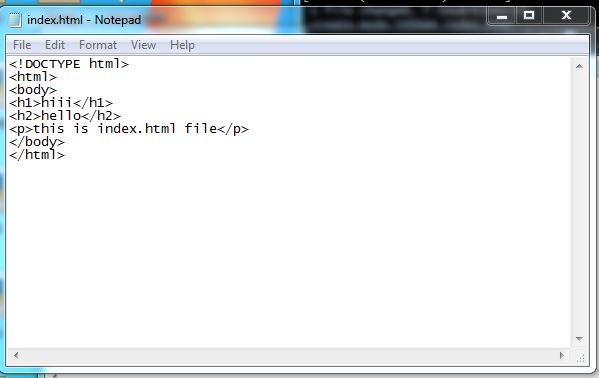 index.html - Notepad
File Edit Format View Help
<!DOCTYPE html>
<html>
<body>
<h1>hiii</h1>
<h2>hello</h2>
<p>this is index.html file</p>
</body>
</html>